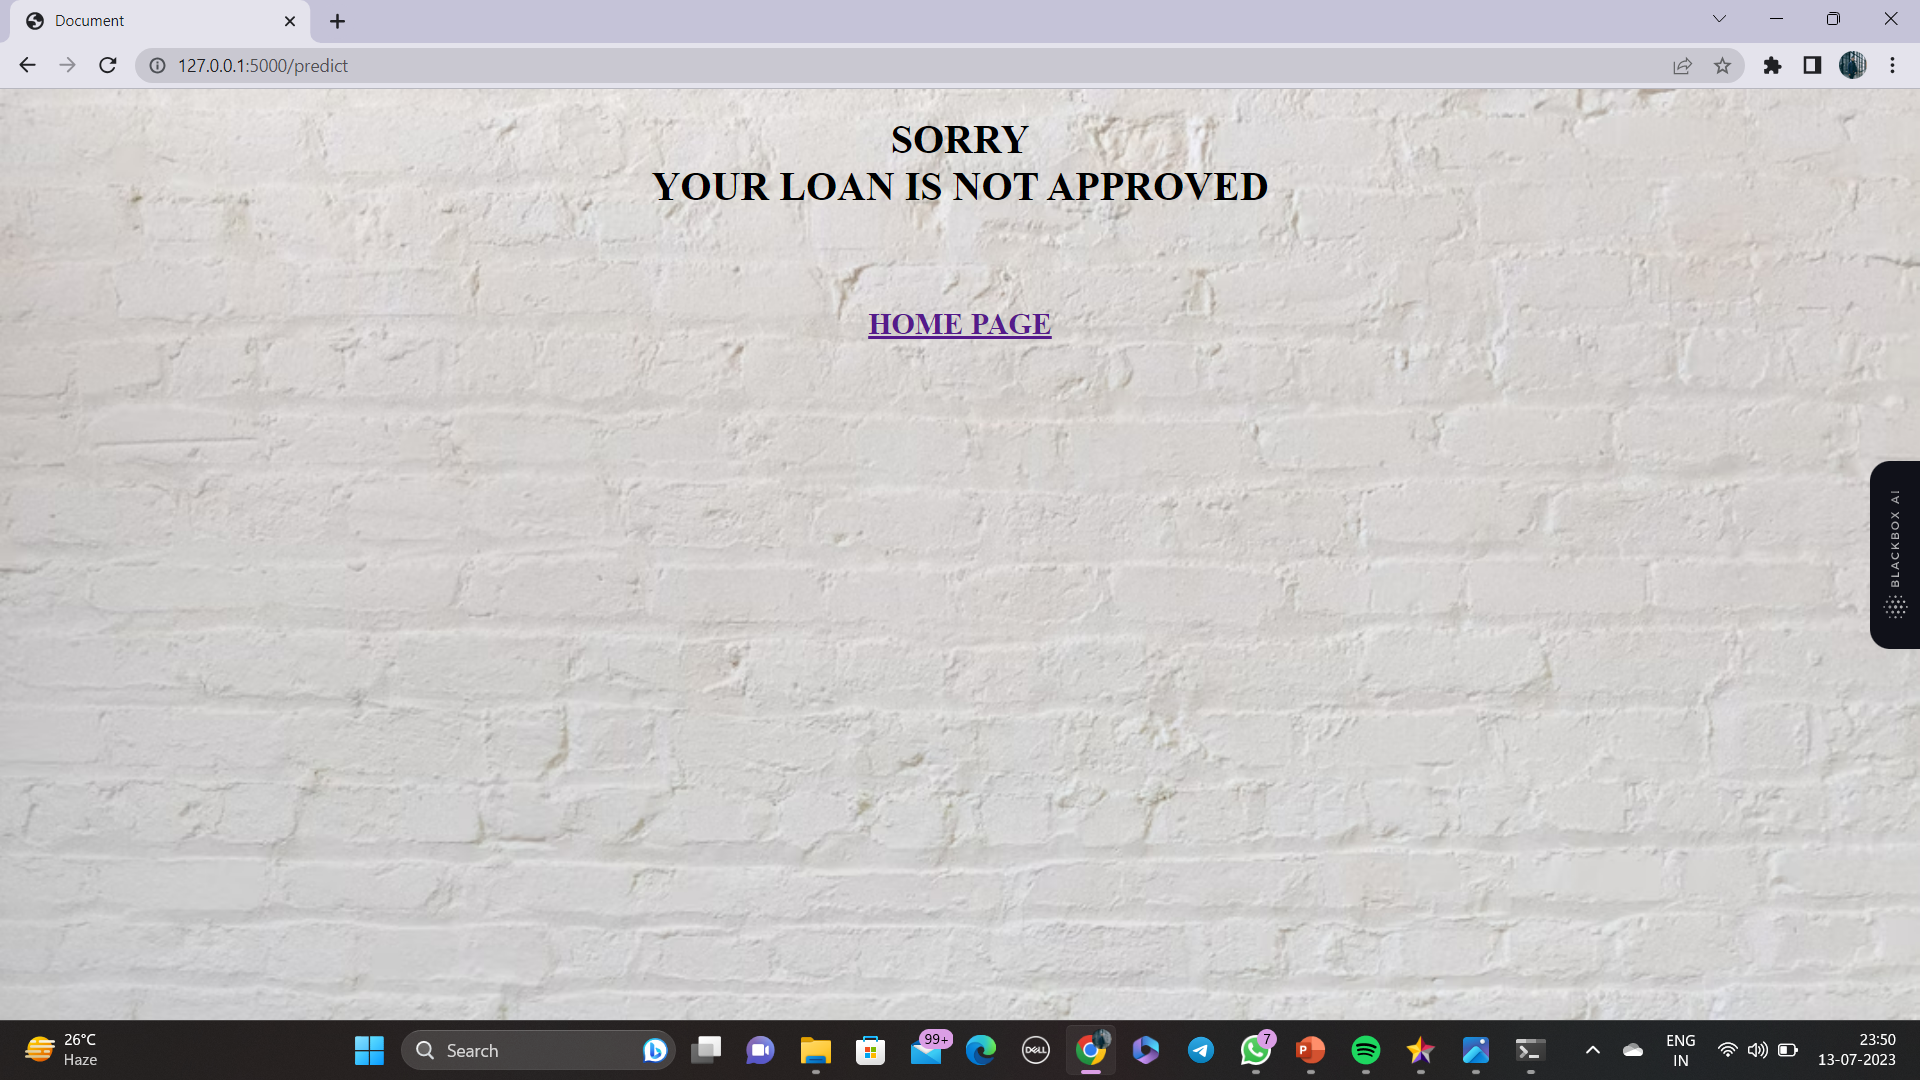 Document
127.0.0.1:5000/predict
SORRY
YOUR LOAN IS NOT APPROVED
HOME PAGE
BLACKBOX AI
26°C
Haze
Search
99+
DELL
7
P
ENG
IN
23:50
13-07-2023